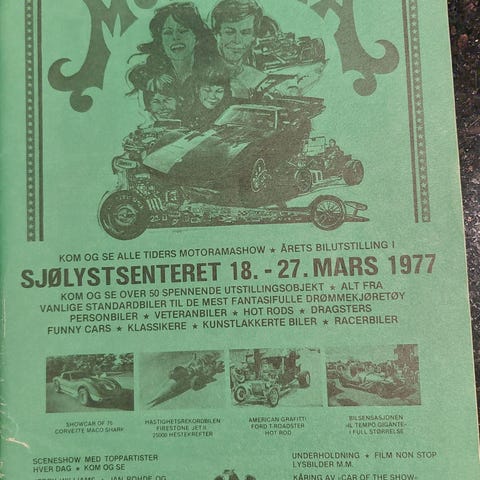 KOM OG SE ALLE TIDERS MOTORAMASHOW ★ ÅRETS BILUTSTILLING I
SJØLYSTSENTERET 18. - 27. MARS 1977
KOM OG SE OVER 50 SPENNENDE UTSTILLINGSOBJEKT ★ ALT FRA
VANLIGE STANDARDBILER TIL DE MEST FANTASIFULLE DRØMMEKJØRETØY
PERSONBILER ★ VETERANBILER ★ HOT RODS ★ DRAGSTERS
FUNNY CARS ★ KLASSIKERE ★ KUNSTLAKKERTE BILER ★ RACERBILER
SHOWCAR OF 76
CORVETTE MACO SHARK
HASTIGHETSREKORDBILEN
FIRESTONE JET II
25000 HESTEKREFTER
AMERICAN GRAFITTI
FORD T-ROADSTER
HOT ROD
BILSENSASJONEN
IL TEMPO GIGANTE-
I FULL STØRRELSE
SCENESHOW MED TOPPARTISTER
HVER DAG ★ KOM OG SE
UNDERHOLDNING ★ FILM NON STOP
LYSBILDER M.M.
KÅRING AV «CAR OF THE SHOW»